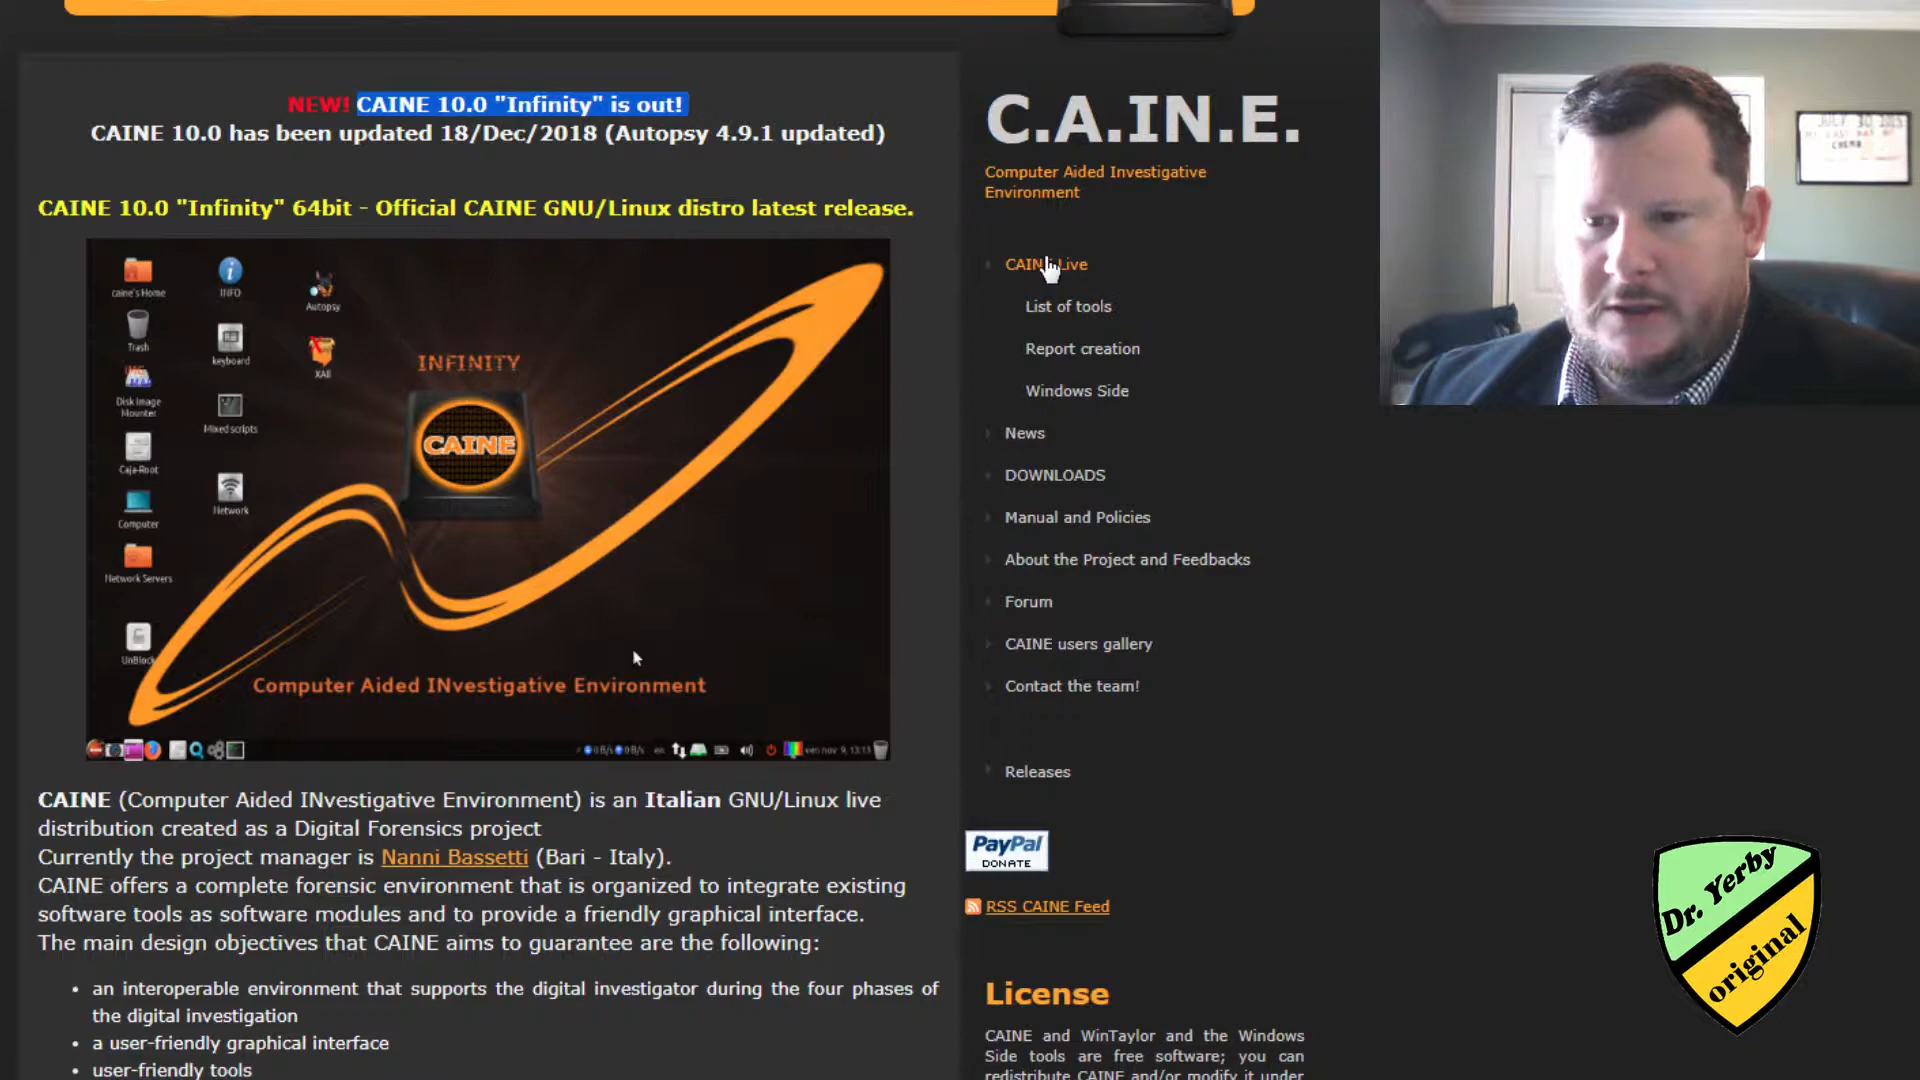 NEW! CAINE 10.0 "Infinity" is out!
CAINE 10.0 has been updated 18/Dec/2018 (Autopsy 4.9.1 updated)
CAINE 10.0 "Infinity" 64bit - Official CAINE GNU/Linux distro latest release.
caine's Home
INFO
Autopsy
Trash
keyboard
XAll
Disk Image
Mounter
Mixed scripts
Caja-Root
Network
Computer
Network Servers
UnBlock
INFINITY
CAINE
Computer Aided INvestigative Environment
CAINE (Computer Aided INvestigative Environment) is an Italian GNU/Linux live
distribution created as a Digital Forensics project
Currently the project manager is Nanni Bassetti (Bari - Italy).
CAINE offers a complete forensic environment that is organized to integrate existing
software tools as software modules and to provide a friendly graphical interface.
The main design objectives that CAINE aims to guarantee are the following:
• an interoperable environment that supports the digital investigator during the four phases of
the digital investigation
• a user-friendly graphical interface
• user-friendly tools
C.A.IN.E.
Computer Aided Investigative
Environment
CAINE Live
List of tools
Report creation
Windows Side
News
DOWNLOADS
Manual and Policies
About the Project and Feedbacks
Forum
CAINE users gallery
Contact the team!
Releases
PayPal
DONATE
RSS CAINE Feed
License
CAINE and WinTaylor and the Windows
Side tools are free software; you can
redistribute CAINE and/or modify it under
Dr. Yerby
original